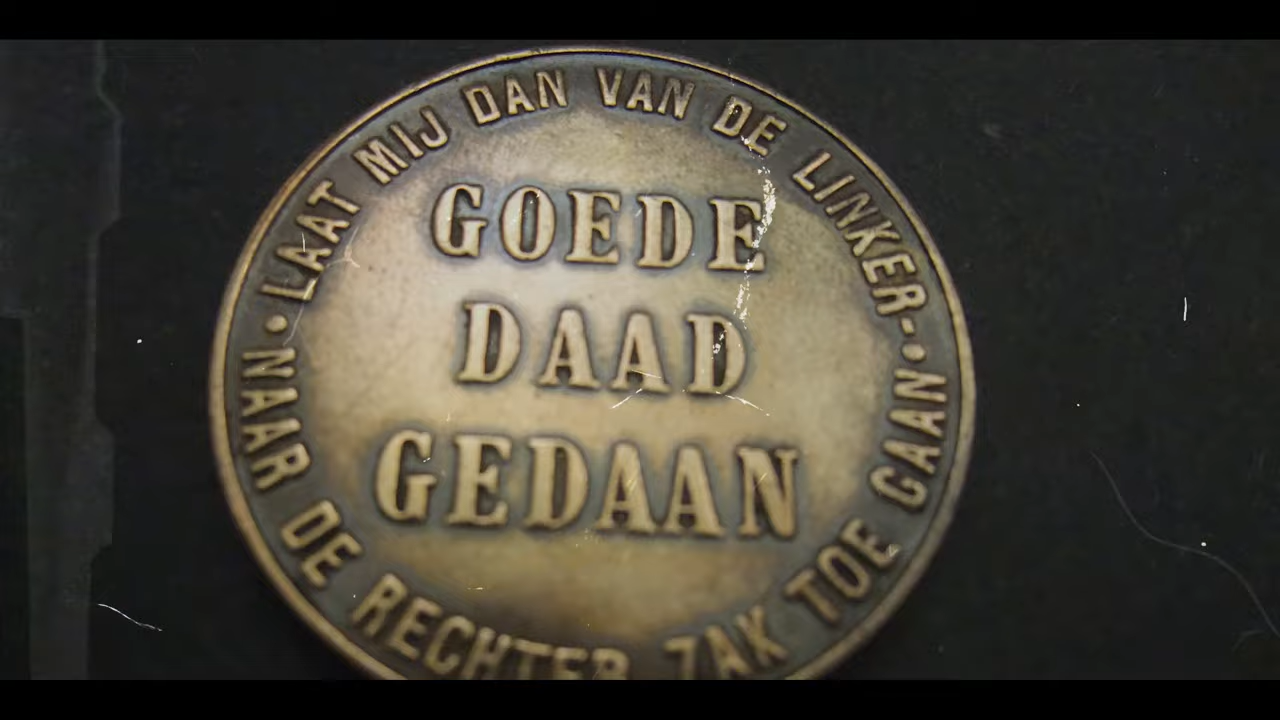 LAAT MIJ DAN VAN DE LINKER-
GOEDE
DAAD
GEDAAN
NAAR DE RECHTER ZAK TOE GAAN